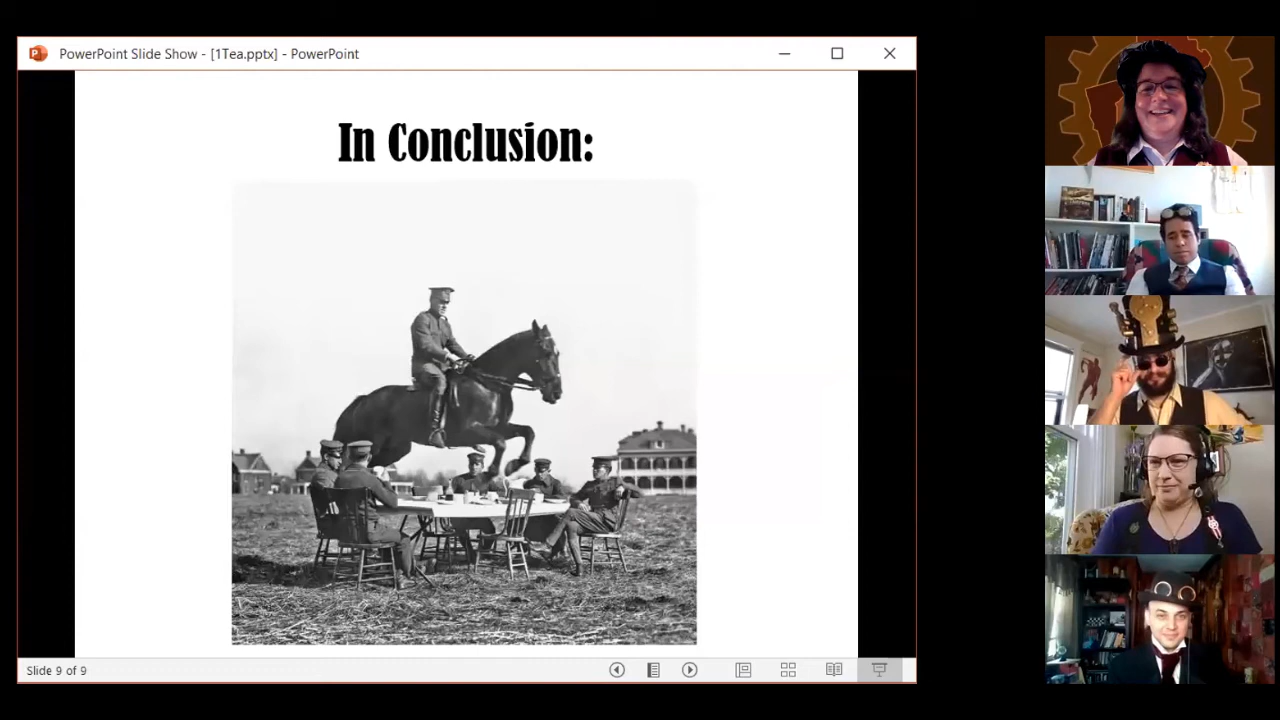 PowerPoint Slide Show - [1Tea.pptx] - PowerPoint
In Conclusion:
Slide 9 of 9